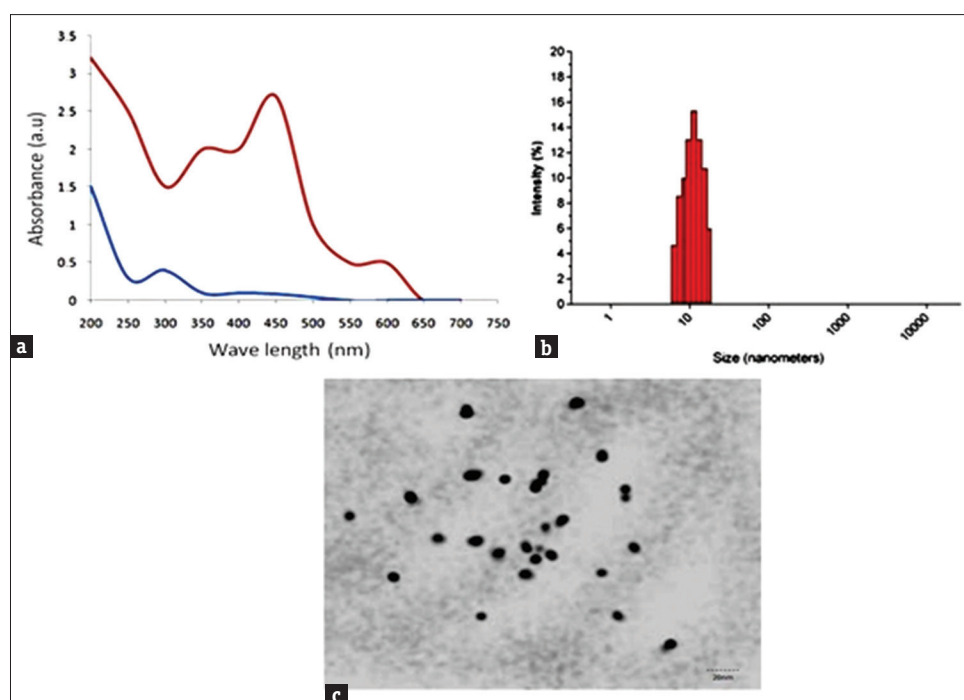 3.5
3
2.5
2
1.5
1
0.5
0
Absorbance (a.u)
200 250 300 350 400 450 500 550 600 650 700 750
Wave length (nm)
a
20
18
16
14
12
10
8
6
4
2
0
Intensity (%)
1 10 100 1000 10000
Size (nanometers)
b
20nm
c